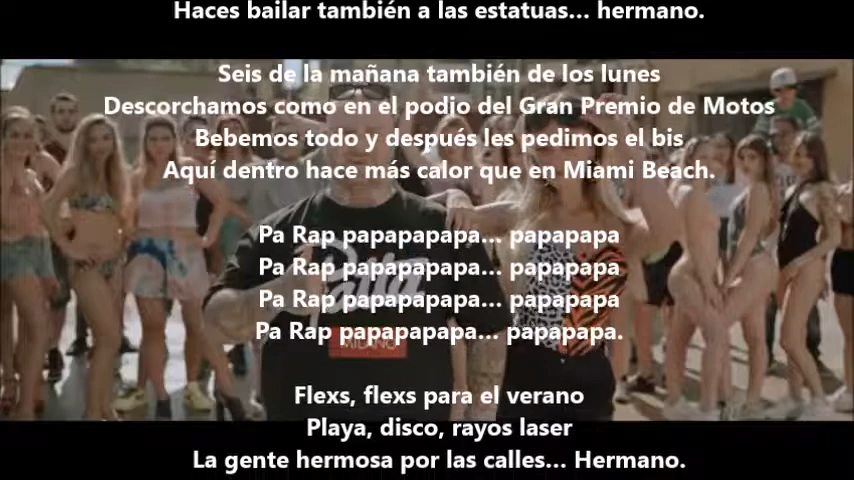 Haces bailar también a las estatuas... hermano.
Seis de la mañana también de los lunes
Descorchamos como en el podio del Gran Premio de Motos
Bebemos todo y después les pedimos el bis
Aquí dentro hace más calor que en Miami Beach.
Pa Rap papapapapa... papapapa
Pa Rap papapapapa... papapapa
Pa Rap papapapapa... papapapa
Pa Rap papapapapa... papapapa.
Patta
MILANO
Flexs, flexs para el verano
Playa, disco, rayos laser
La gente hermosa por las calles... Hermano.